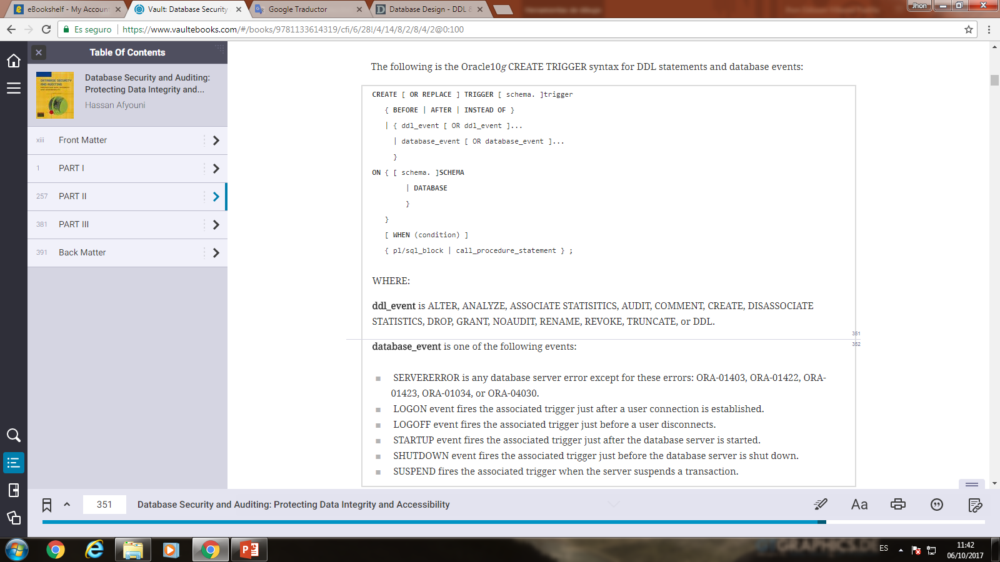 eBookshelf - My Accoun
Vault: Database Security
Google Traductor
Database Design - DDL &
Jhon
Es seguro
https://www.vaultebooks.com/#/books/9781133614319/cfi/6/28!/4/14/8/2/8/4/2@0:100
Table Of Contents
Database Security and Auditing:
Protecting Data Integrity and...
Hassan Afyouni
xiii Front Matter
1 PART I
257 PART II
381 PART III
391 Back Matter
The following is the Oracle10g CREATE TRIGGER syntax for DDL statements and database events:
CREATE [ OR REPLACE ] TRIGGER [ schema. ]trigger
{ BEFORE | AFTER | INSTEAD OF }
| { ddl_event [ OR ddl_event ]...
| database_event [ OR database_event ]...
}
ON { [ schema. ]SCHEMA
| DATABASE
}
}
[ WHEN (condition) ]
{ pl/sql_block | call_procedure_statement } ;
WHERE:
ddl_event is ALTER, ANALYZE, ASSOCIATE STATISITICS, AUDIT, COMMENT, CREATE, DISASSOCIATE
STATISTICS, DROP, GRANT, NOAUDIT, RENAME, REVOKE, TRUNCATE, or DDL.
351
352
database_event is one of the following events:
■ SERVERERROR is any database server error except for these errors: ORA-01403, ORA-01422, ORA-
01423, ORA-01034, or ORA-04030.
■ LOGON event fires the associated trigger just after a user connection is established.
■ LOGOFF event fires the associated trigger just before a user disconnects.
■ STARTUP event fires the associated trigger just after the database server is started.
■ SHUTDOWN event fires the associated trigger just before the database server is shut down.
■ SUSPEND fires the associated trigger when the server suspends a transaction.
351
Database Security and Auditing: Protecting Data Integrity and Accessibility
Aa
ES
11:42
06/10/2017